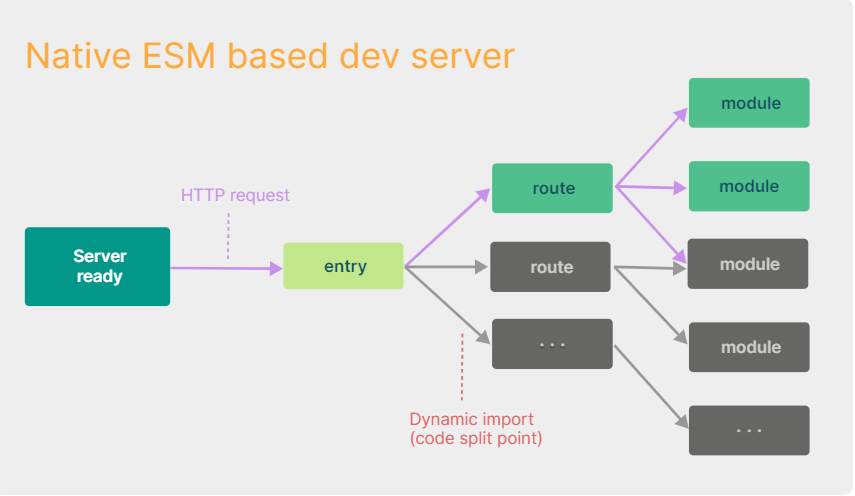 Native ESM based dev server
module
HTTP request
route
module
Server
ready
entry
route
module
...
module
Dynamic import
(code split point)
...